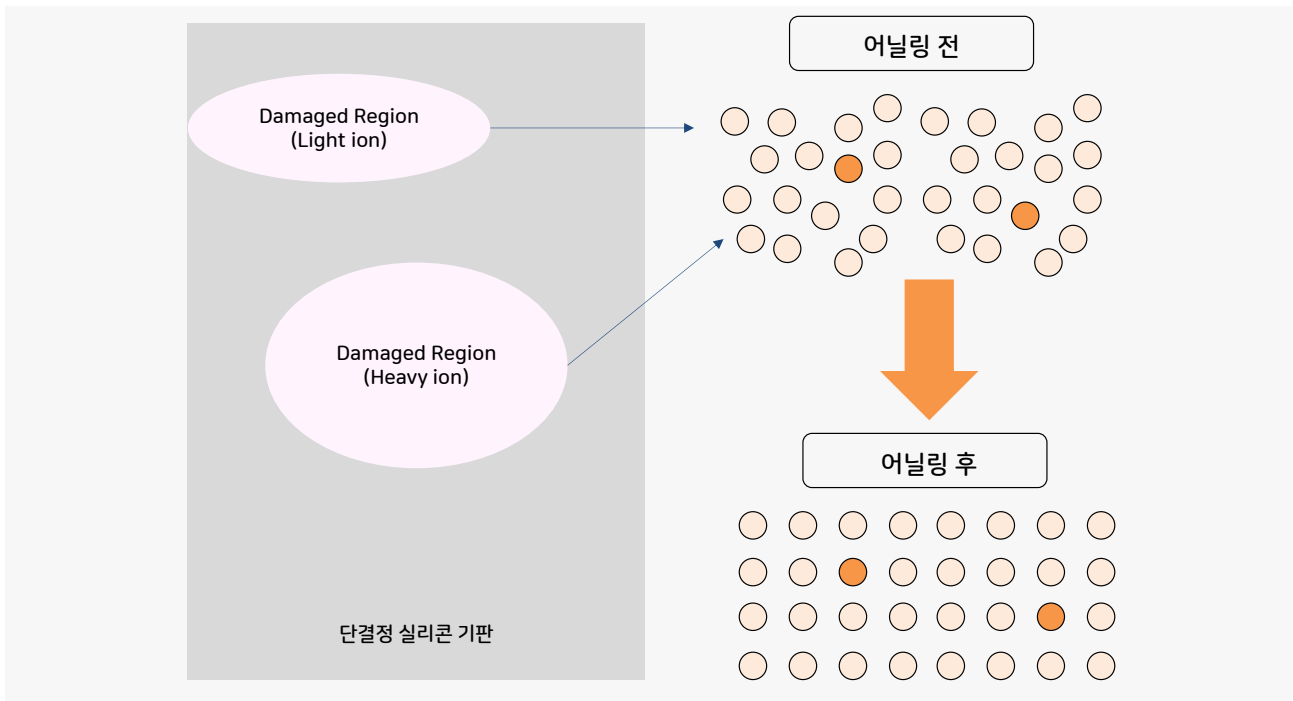 어닐링 전
Damaged Region
(Light ion)
Damaged Region
(Heavy ion)
어닐링 후
단결정 실리콘 기판